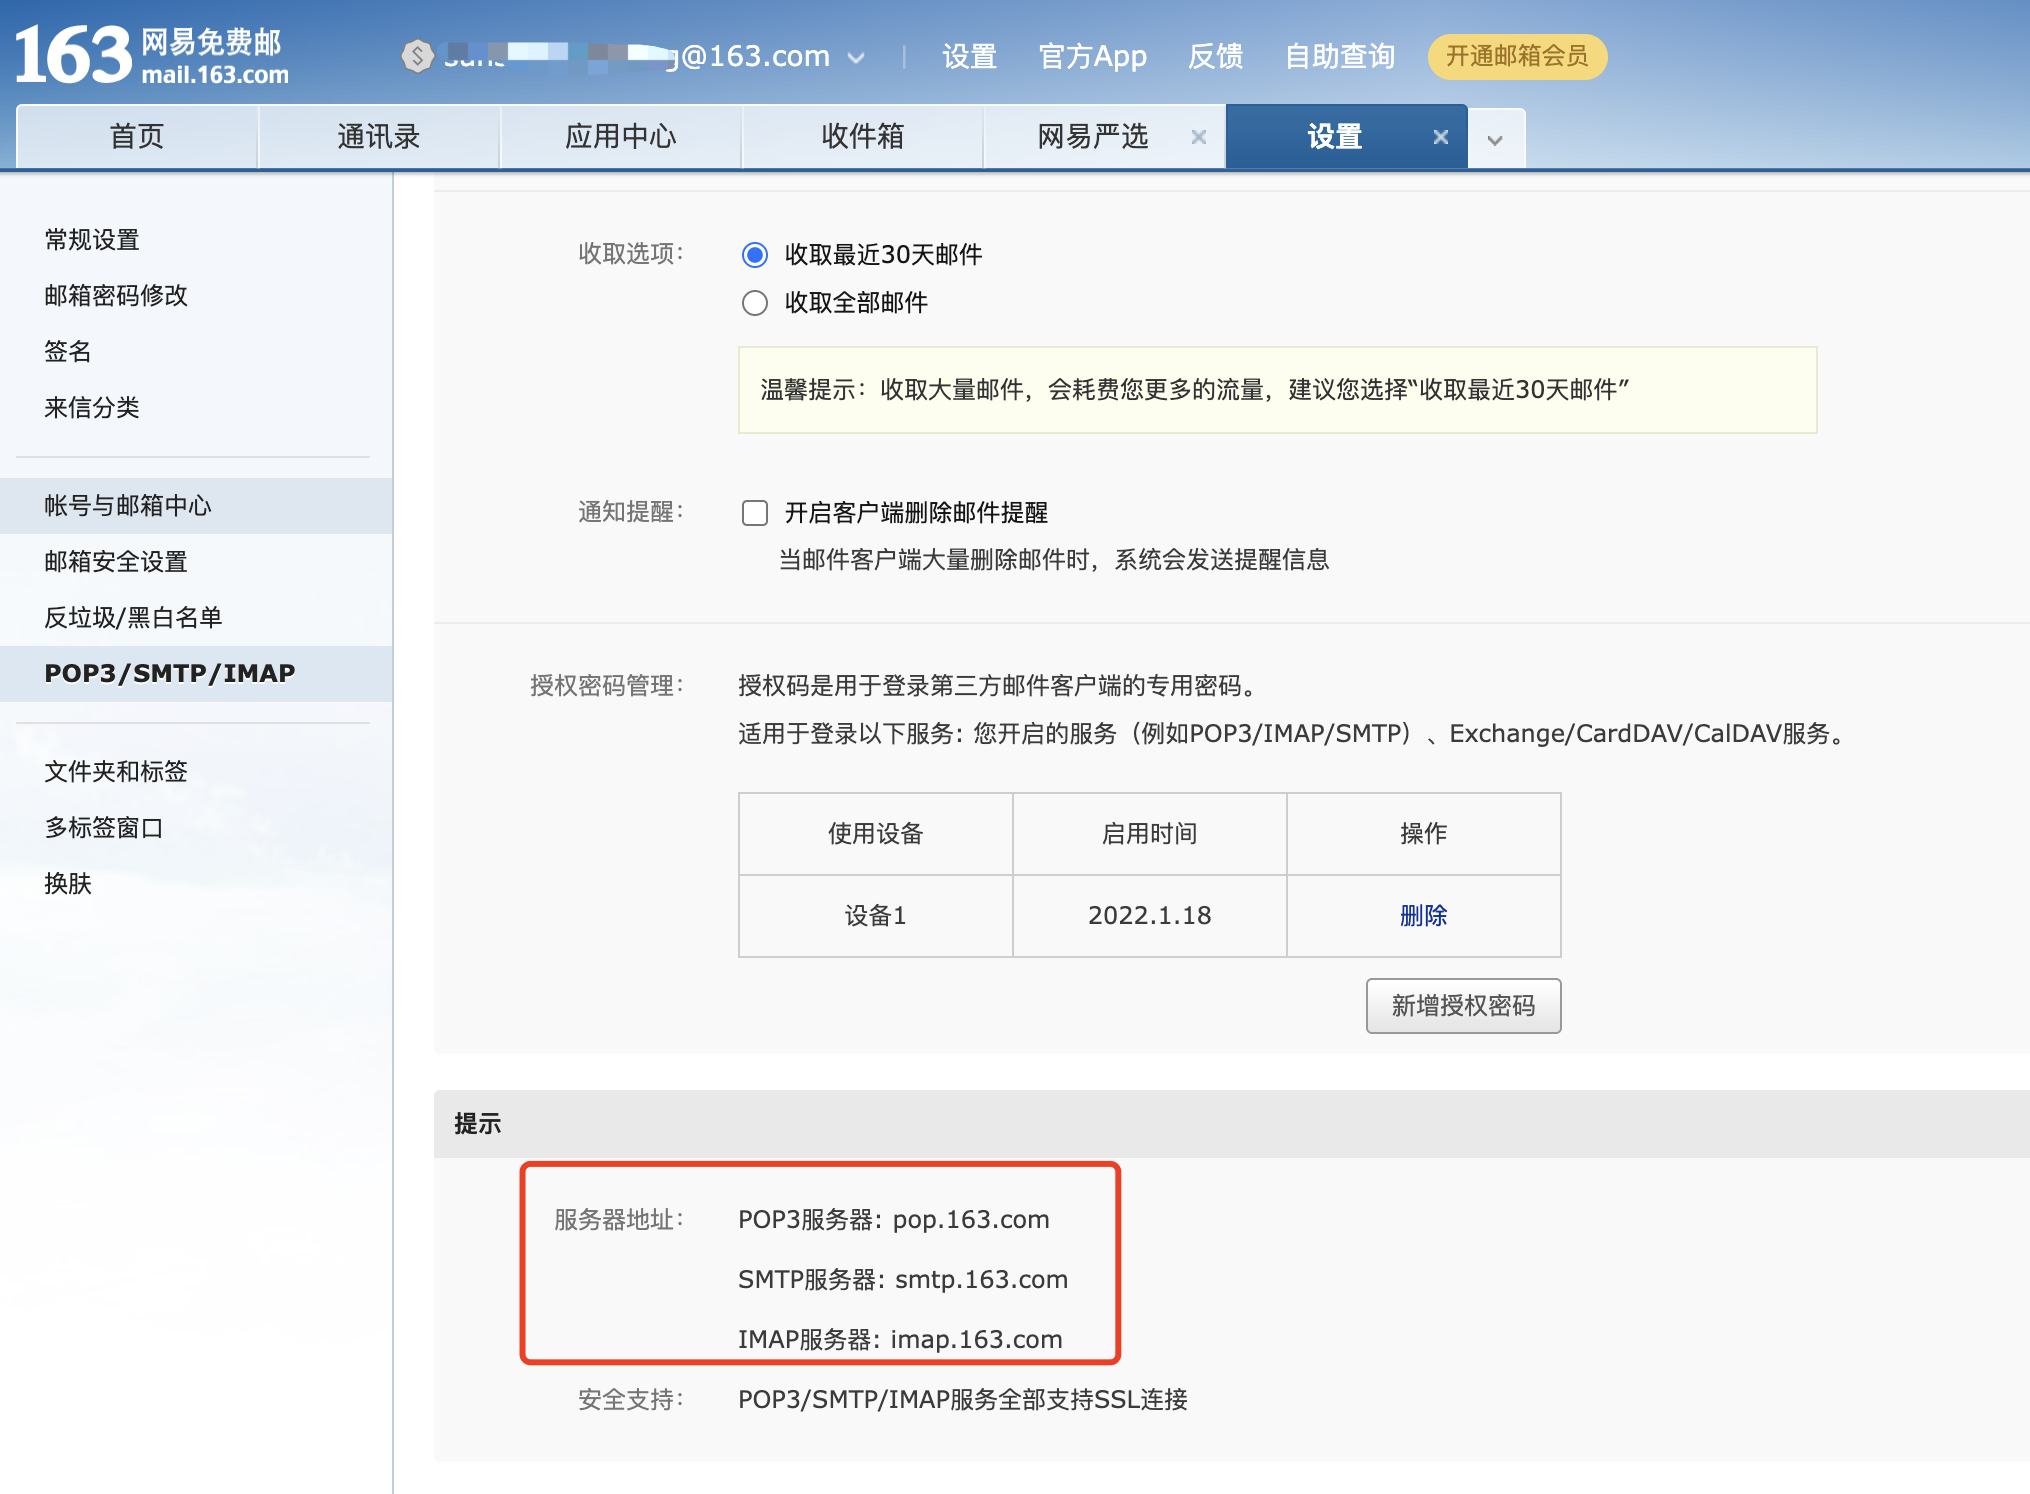 163 网易免费邮
mail.163.com
@163.com
设置
官方App
反馈
自助查询
开通邮箱会员
首页
通讯录
应用中心
收件箱
网易严选
设置
常规设置
邮箱密码修改
签名
来信分类
帐号与邮箱中心
邮箱安全设置
反垃圾/黑白名单
POP3/SMTP/IMAP
文件夹和标签
多标签窗口
换肤
收取选项：
收取最近30天邮件
收取全部邮件
温馨提示：收取大量邮件，会耗费您更多的流量，建议您选择“收取最近30天邮件”
通知提醒：
开启客户端删除邮件提醒
当邮件客户端大量删除邮件时，系统会发送提醒信息
授权密码管理：
授权码是用于登录第三方邮件客户端的专用密码。
适用于登录以下服务: 您开启的服务（例如POP3/IMAP/SMTP）、Exchange/CardDAV/CalDAV服务。
使用设备 启用时间 操作
设备1 2022.1.18 删除
新增授权密码
提示
服务器地址：
POP3服务器: pop.163.com
SMTP服务器: smtp.163.com
IMAP服务器: imap.163.com
安全支持：
POP3/SMTP/IMAP服务全部支持SSL连接